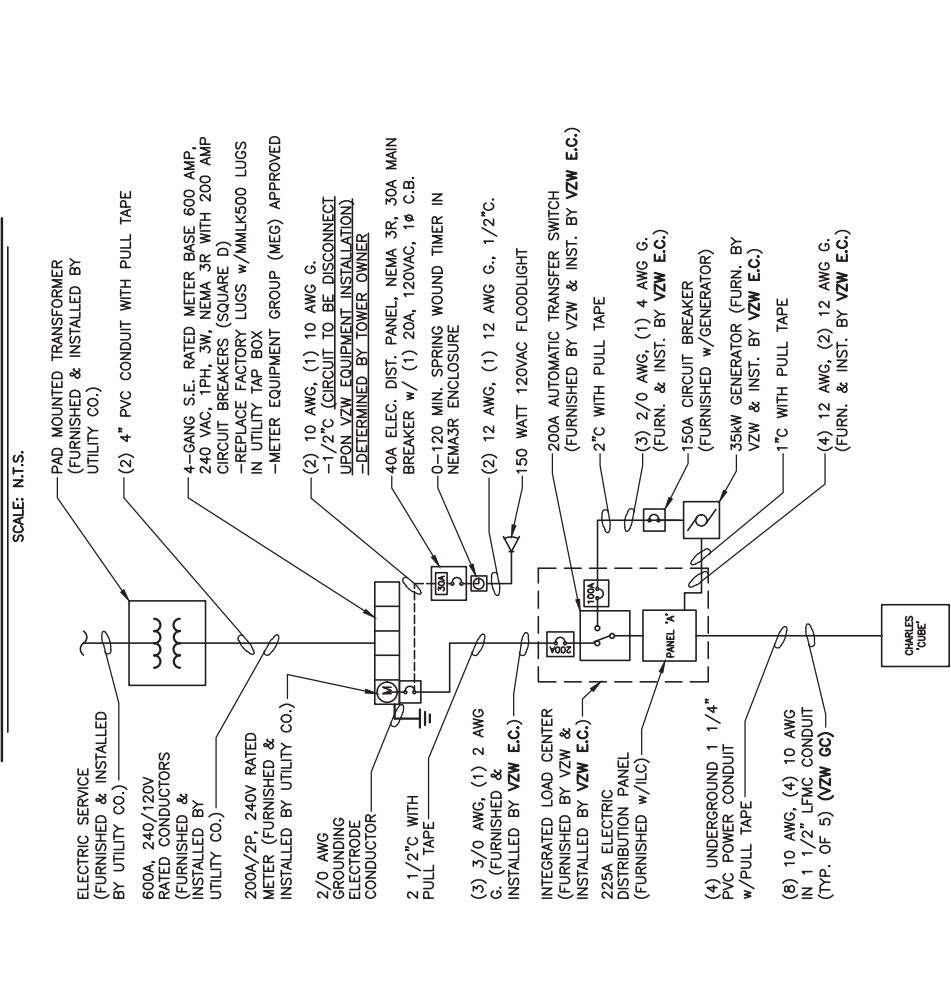 SCALE: N.T.S.
PAD MOUNTED TRANSFORMER
(FURNISHED & INSTALLED BY
UTILITY CO.)
(2) 4" PVC CONDUIT WITH PULL TAPE
4-GANG S.E. RATED METER BASE 600 AMP,
240 VAC, 1PH, 3W, NEMA 3R WITH 200 AMP
CIRCUIT BREAKERS (SQUARE D)
-REPLACE FACTORY LUGS w/MMLK500 LUGS
IN UTILITY TAP BOX
-METER EQUIPMENT GROUP (MEG) APPROVED
(2) 10 AWG, (1) 10 AWG G.
-1/2"C (CIRCUIT TO BE DISCONNECT
UPON VZW EQUIPMENT INSTALLATION)
-DETERMINED BY TOWER OWNER
40A ELEC. DIST. PANEL, NEMA 3R, 30A MAIN
BREAKER w/ (1) 20A, 120VAC, 1ø C.B.
0-120 MIN. SPRING WOUND TIMER IN
NEMA3R ENCLOSURE
(2) 12 AWG, (1) 12 AWG G., 1/2"C.
150 WATT 120VAC FLOODLIGHT
200A AUTOMATIC TRANSFER SWITCH
(FURNISHED BY VZW & INST. BY VZW E.C.)
2"C WITH PULL TAPE
(3) 2/0 AWG, (1) 4 AWG G.
(FURN. & INST. BY VZW E.C.)
150A CIRCUIT BREAKER
(FURNISHED w/GENERATOR)
35kW GENERATOR (FURN. BY
VZW & INST. BY VZW E.C.)
1"C WITH PULL TAPE
(4) 12 AWG, (2) 12 AWG G.
(FURN. & INST. BY VZW E.C.)
M
30A
200A
100A
PANEL "A"
CHARLES
"CUBE"
ELECTRIC SERVICE
(FURNISHED & INSTALLED
BY UTILITY CO.)
600A, 240/120V
RATED CONDUCTORS
(FURNISHED &
INSTALLED BY
UTILITY CO.)
200A/2P, 240V RATED
METER (FURNISHED &
INSTALLED BY UTILITY CO.)
2/0 AWG
GROUNDING
ELECTRODE
CONDUCTOR
2 1/2"C WITH
PULL TAPE
(3) 3/0 AWG, (1) 2 AWG
G. (FURNISHED &
INSTALLED BY VZW E.C.)
INTEGRATED LOAD CENTER
(FURNISHED BY VZW &
INSTALLED BY VZW E.C.)
225A ELECTRIC
DISTRIBUTION PANEL
(FURNISHED w/ILC)
(4) UNDERGROUND 1 1/4"
PVC POWER CONDUIT
w/PULL TAPE
(8) 10 AWG, (4) 10 AWG
IN 1 1/2" LFMC CONDUIT
(TYP. OF 5) (VZW GC)